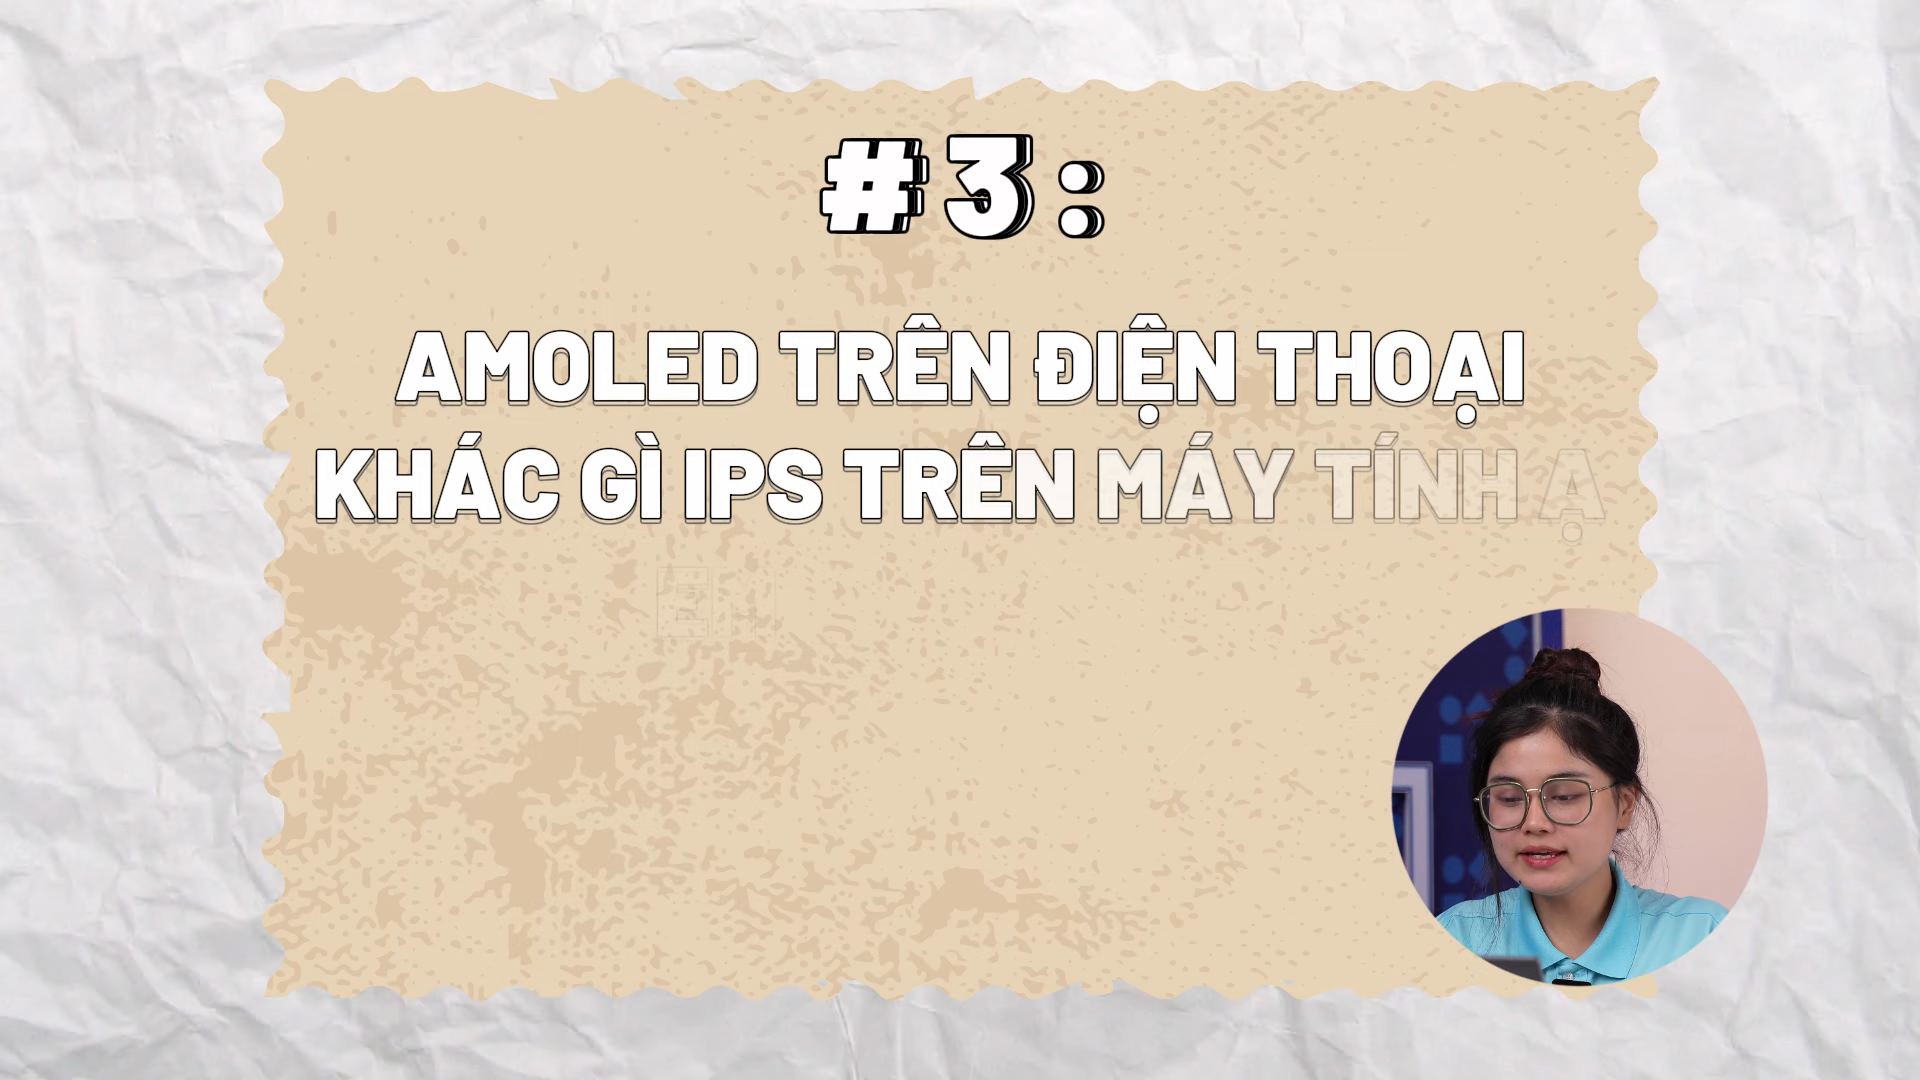 #3:
AMOLED TRÊN ĐIỆN THOẠI
KHÁC GÌ IPS TRÊN MÁY TÍNH Ạ